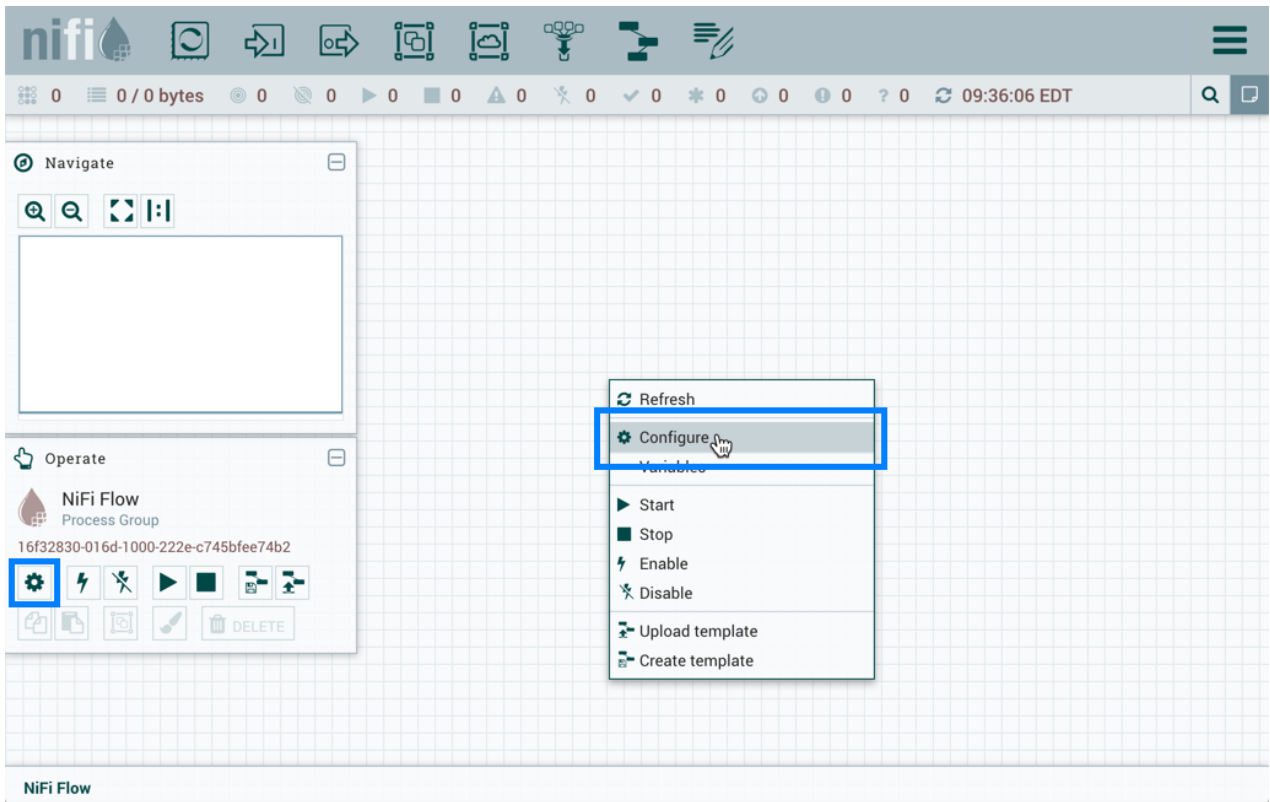 nifi
0 0 / 0 bytes 0 0 0 0 0 0 0 0 0 0 ? 0 09:36:06 EDT
Navigate
Operate
NiFi Flow
Process Group
16f32830-016d-1000-222e-c745bfee74b2
DELETE
Refresh
Configure
Variables
Start
Stop
Enable
Disable
Upload template
Create template
NiFi Flow